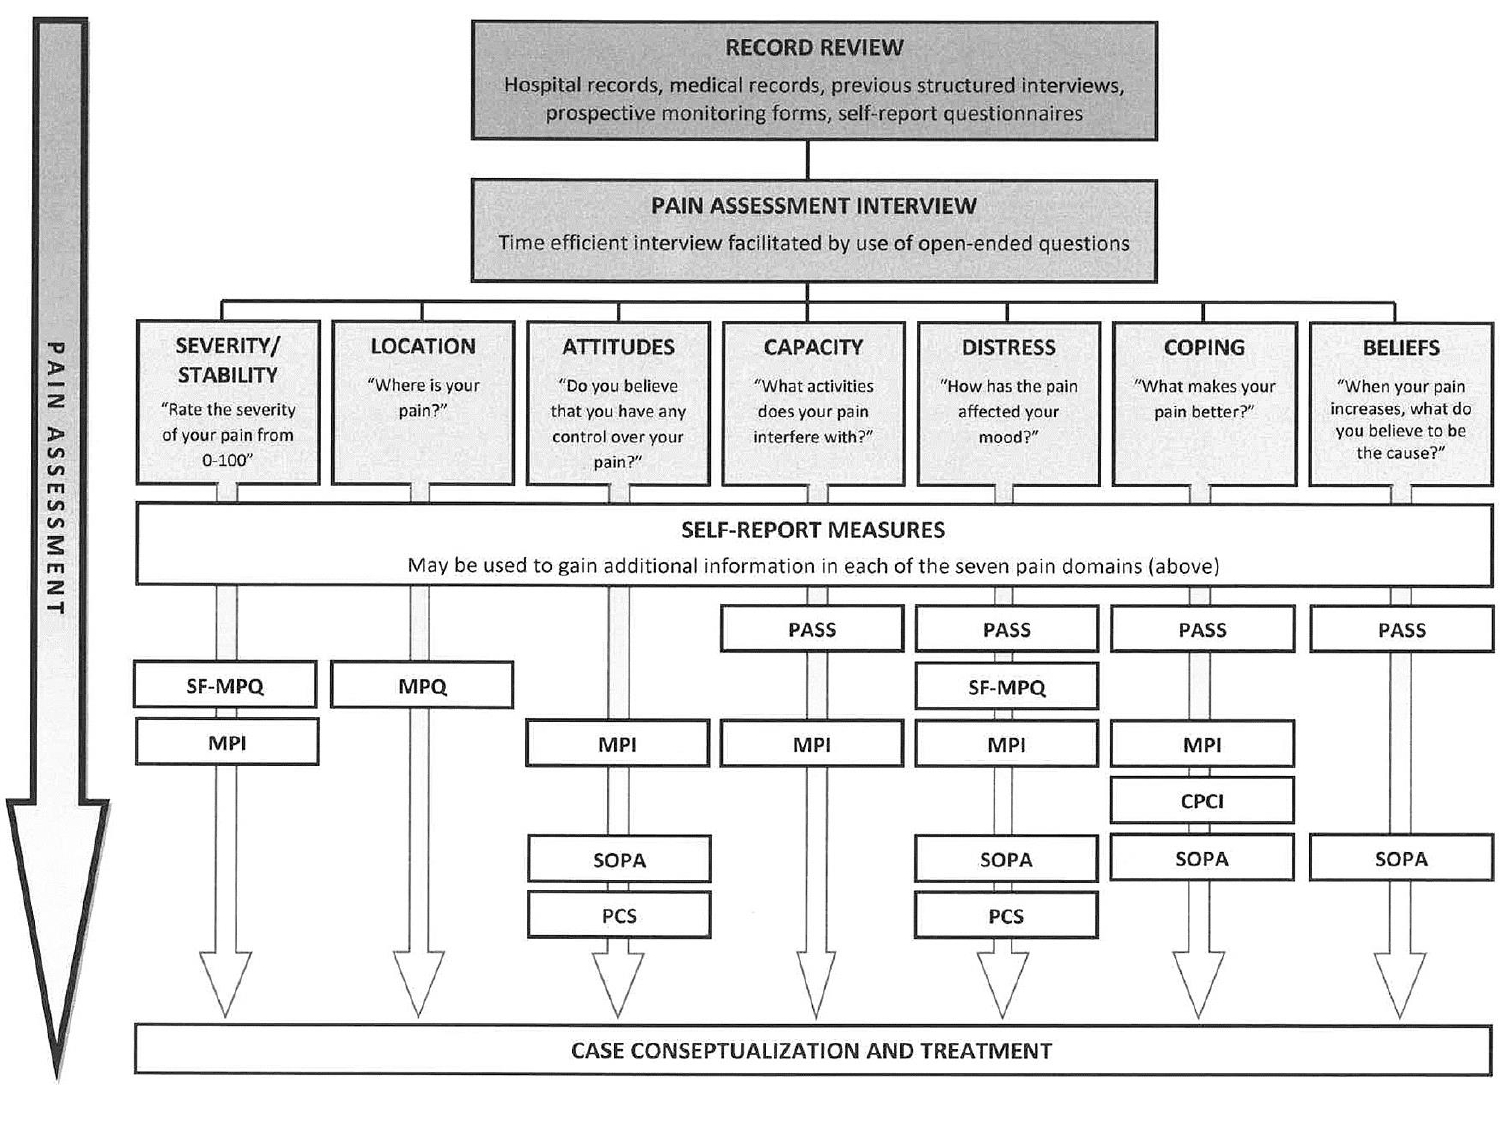 PAIN ASSESSMENT
RECORD REVIEW
Hospital records, medical records, previous structured interviews,
prospective monitoring forms, self-report questionnaires
PAIN ASSESSMENT INTERVIEW
Time efficient interview facilitated by use of open-ended questions
SEVERITY/
STABILITY
“Rate the severity
of your pain from
0-100”
LOCATION
“Where is your
pain?”
ATTITUDES
“Do you believe
that you have any
control over your
pain?”
CAPACITY
“What activities
does your pain
interfere with?”
DISTRESS
“How has the pain
affected your
mood?”
COPING
“What makes your
pain better?”
BELIEFS
“When your pain
increases, what do
you believe to be
the cause?”
SELF-REPORT MEASURES
May be used to gain additional information in each of the seven pain domains (above)
PASS
PASS
PASS
PASS
SF-MPQ
MPQ
SF-MPQ
MPI
MPI
MPI
MPI
MPI
CPCI
SOPA
SOPA
SOPA
SOPA
PCS
PCS
CASE CONSEPTUALIZATION AND TREATMENT